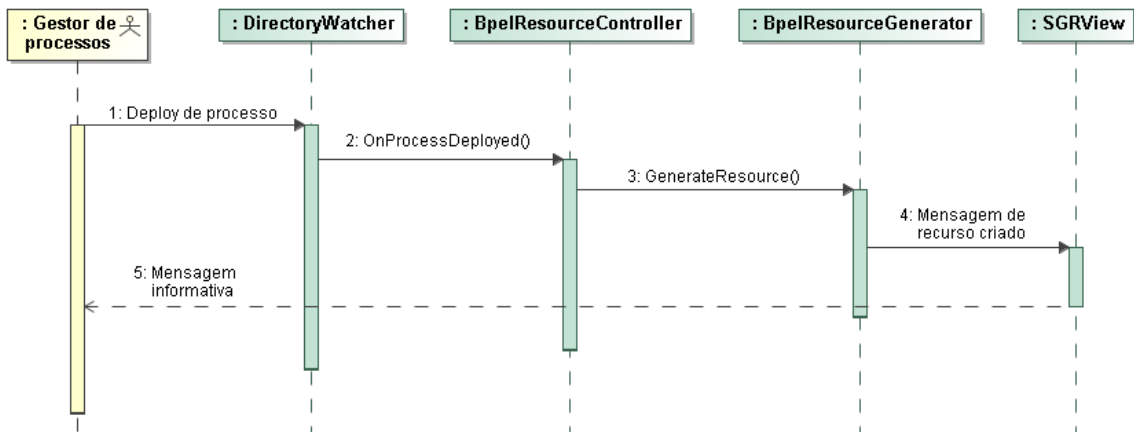 : Gestor de
processos
: DirectoryWatcher
: BpelResourceController
: BpelResourceGenerator
: SGRView
1: Deploy de processo
2: OnProcessDeployed()
3: GenerateResource()
4: Mensagem de
recurso criado
5: Mensagem
informativa